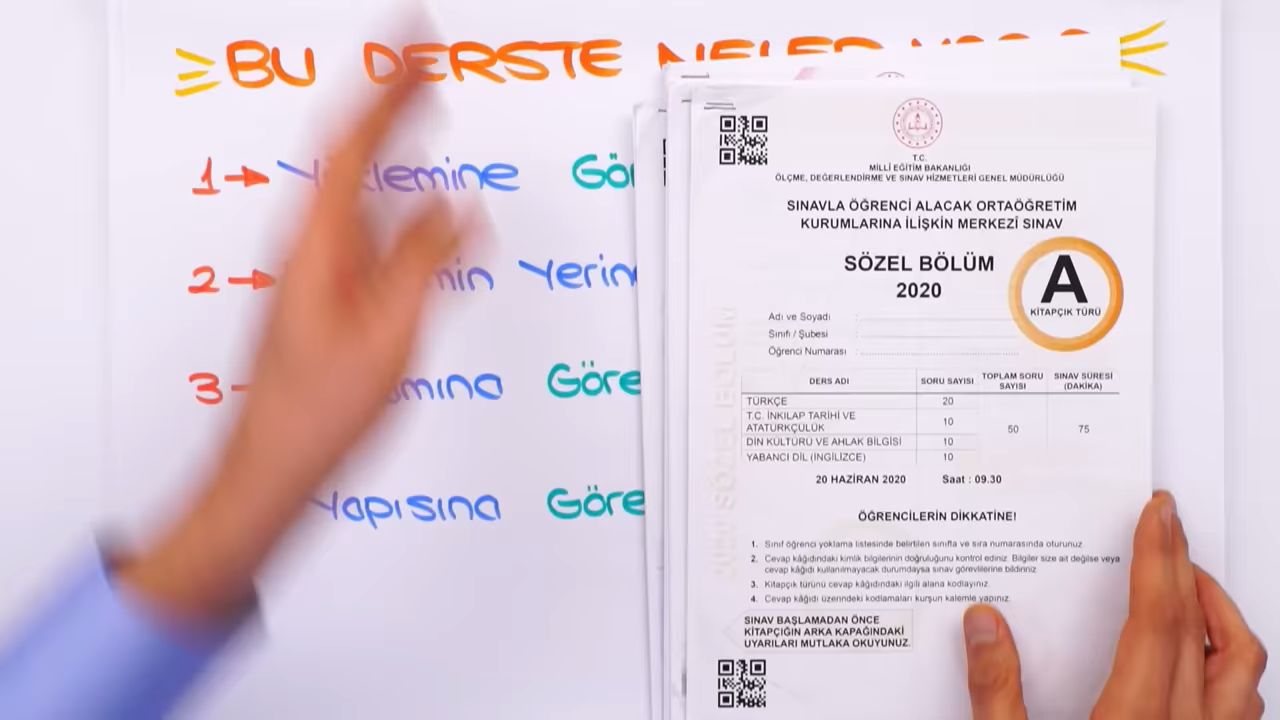 BU DERSTE NELER
1→ Yüklemine Gör
2→ Yerin
3- Göre
Yapısına Göre
T.C.
MİLLİ EĞİTİM BAKANLIĞI
ÖLÇME, DEĞERLENDİRME VE SINAV HİZMETLERİ GENEL MÜDÜRLÜĞÜ
SINAVLA ÖĞRENCİ ALACAK ORTAÖĞRETİM
KURUMLARINA İLİŞKİN MERKEZÎ SINAV
SÖZEL BÖLÜM
2020
A
KİTAPÇIK TÜRÜ
Adı ve Soyadı :
Sınıfı / Şubesi :
Öğrenci Numarası :
DERS ADI SORU SAYISI TOPLAM SORU SAYISI SINAV SÜRESİ (DAKİKA)
TÜRKÇE 20
T.C. İNKILAP TARİHİ VE
ATATÜRKÇÜLÜK 10 50 75
DİN KÜLTÜRÜ VE AHLAK BİLGİSİ 10
YABANCI DİL (İNGİLİZCE) 10
20 HAZİRAN 2020 Saat : 09.30
ÖĞRENCİLERİN DİKKATİNE!
1. Sınıf öğrenci yoklama listesinde belirtilen sınıfta ve sıra numarasında oturunuz.
2. Cevap kâğıdındaki kimlik bilgilerinin doğruluğunu kontrol ediniz. Bilgiler size ait değilse veya
cevap kâğıdı kullanılmayacak durumdaysa sınav görevlilerine bildiriniz.
3. Kitapçık türünü cevap kâğıdındaki ilgili alana kodlayınız.
4. Cevap kâğıdı üzerindeki kodlamaları kurşun kalemle yapınız.
SINAV BAŞLAMADAN ÖNCE
KİTAPÇIĞIN ARKA KAPAĞINDAKİ
UYARILARI MUTLAKA OKUYUNUZ.